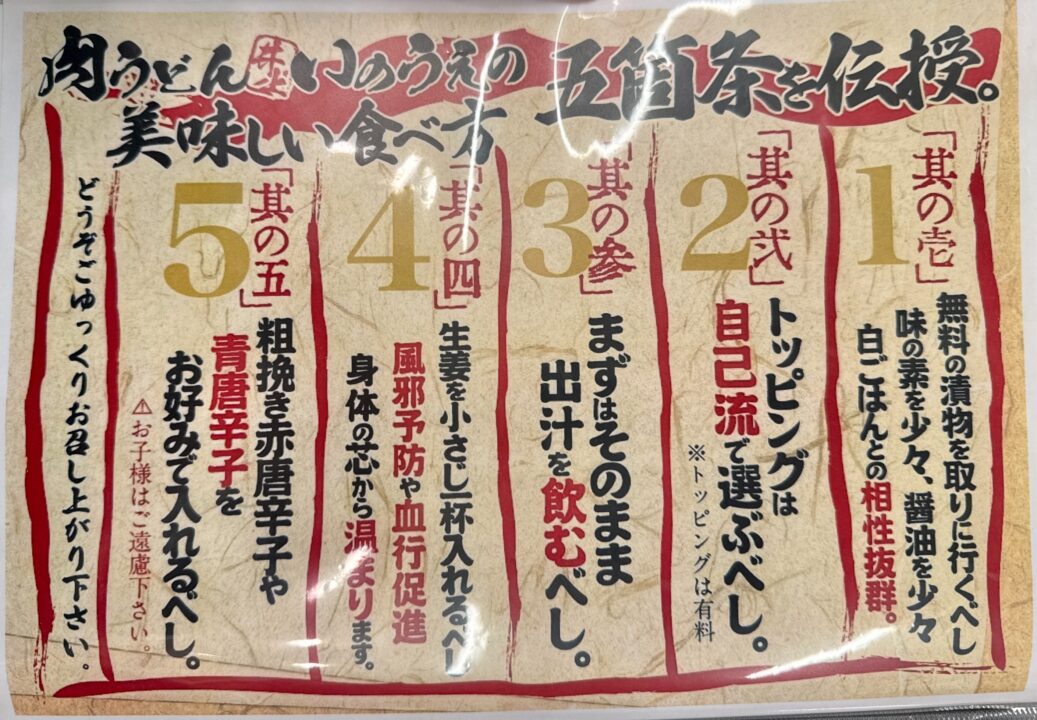 肉うどん井上いのうえの
美味しい食べ方
五箇条を伝授。
「其の壱」
1
無料の漬物を取りに行くべし
味の素を少々、醤油を少々
白ごはんとの相性抜群。
「其の弐」
2
トッピングは
自己流で選ぶべし。
※トッピングは有料
「其の参」
3
まずはそのまま
出汁を飲むべし。
「其の四」
4
生姜を小さじ一杯入れるべし。
風邪予防や血行促進
身体の芯から温まります。
「其の五」
5
粗挽き赤唐辛子や
青唐辛子を
お好みで入れるべし。
⚠お子様はご遠慮下さい。
どうぞごゆっくりお召し上がり下さい。